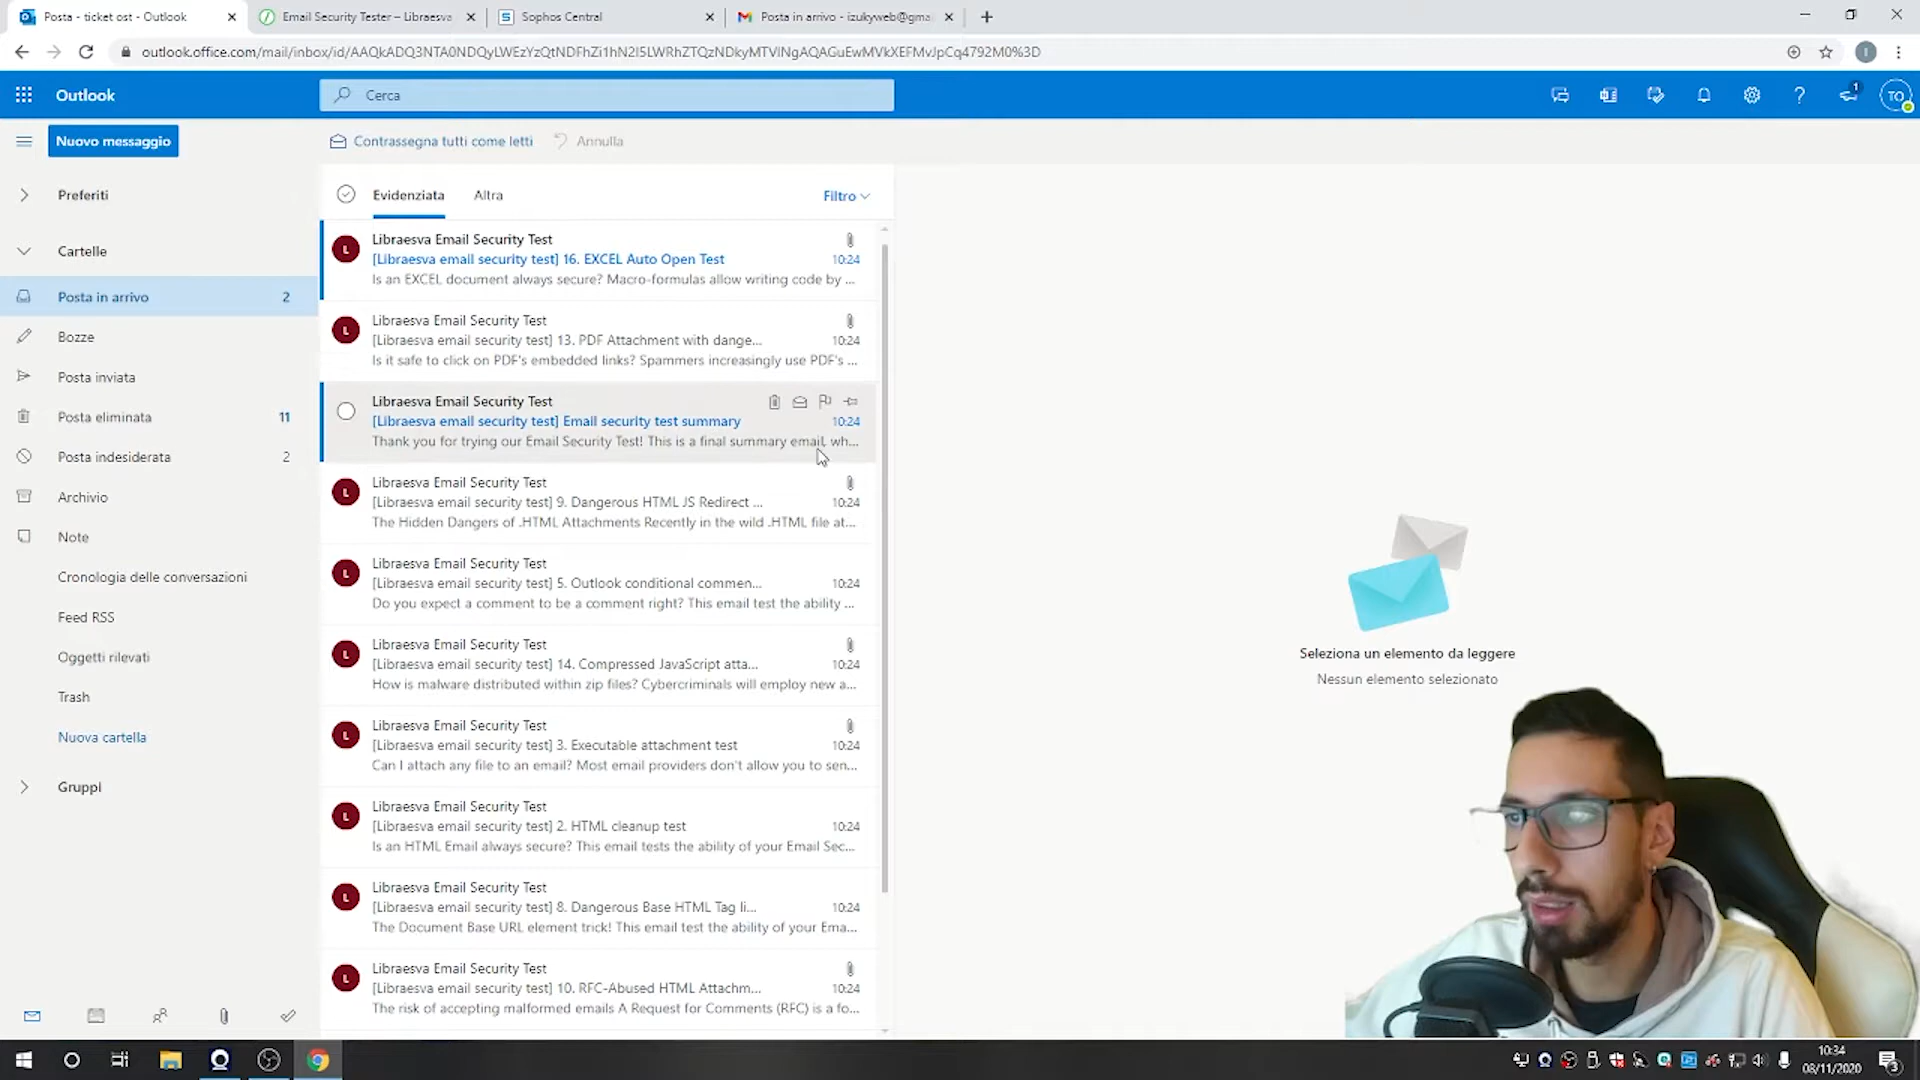 Posta - ticket ost - Outlook
Email Security Tester – Libraesva
Sophos Central
Posta in arrivo - izukyweb@gma
outlook.office.com/mail/inbox/id/
Outlook
Cerca
1
TO
Nuovo messaggio
Contrassegna tutti come letti
Annulla
Preferiti
Cartelle
Posta in arrivo 2
Bozze
Posta inviata
Posta eliminata 11
Posta indesiderata 2
Archivio
Note
Cronologia delle conversazioni
Feed RSS
Oggetti rilevati
Trash
Nuova cartella
Gruppi
Evidenziata
Altra
Filtro
L
Libraesva Email Security Test
[Libraesva email security test] 16. EXCEL Auto Open Test 10:24
Is an EXCEL document always secure? Macro-formulas allow writing code by ...
L
Libraesva Email Security Test
[Libraesva email security test] 13. PDF Attachment with dange... 10:24
Is it safe to click on PDF's embedded links? Spammers increasingly use PDF's ...
Libraesva Email Security Test
[Libraesva email security test] Email security test summary 10:24
Thank you for trying our Email Security Test! This is a final summary email, wh...
L
Libraesva Email Security Test
[Libraesva email security test] 9. Dangerous HTML JS Redirect ... 10:24
The Hidden Dangers of .HTML Attachments Recently in the wild .HTML file at...
L
Libraesva Email Security Test
[Libraesva email security test] 5. Outlook conditional commen... 10:24
Do you expect a comment to be a comment right? This email test the ability ...
L
Libraesva Email Security Test
[Libraesva email security test] 14. Compressed JavaScript atta... 10:24
How is malware distributed within zip files? Cybercriminals will employ new a...
L
Libraesva Email Security Test
[Libraesva email security test] 3. Executable attachment test 10:24
Can I attach any file to an email? Most email providers don't allow you to sen...
L
Libraesva Email Security Test
[Libraesva email security test] 2. HTML cleanup test 10:24
Is an HTML Email always secure? This email tests the ability of your Email Sec...
L
Libraesva Email Security Test
[Libraesva email security test] 8. Dangerous Base HTML Tag li... 10:24
The Document Base URL element trick! This email test the ability of your Ema...
L
Libraesva Email Security Test
[Libraesva email security test] 10. RFC-Abused HTML Attachm... 10:24
The risk of accepting malformed emails A Request for Comments (RFC) is a fo...
Seleziona un elemento da leggere
Nessun elemento selezionato
10:34
08/11/2020
3